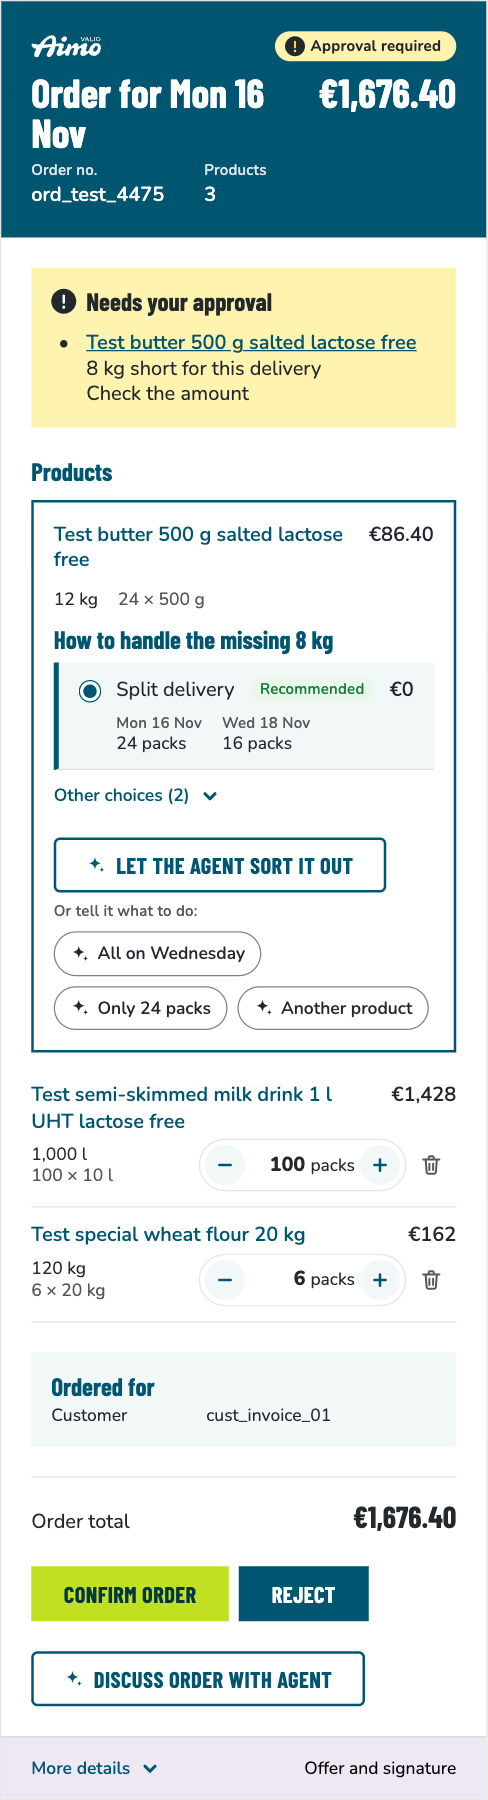 Aimo VALIO
Approval required
Order for Mon 16 Nov
€1,676.40
Order no.
ord_test_4475
Products
3
Needs your approval
• Test butter 500 g salted lactose free
8 kg short for this delivery
Check the amount
Products
Test butter 500 g salted lactose free
€86.40
12 kg 24 × 500 g
How to handle the missing 8 kg
Split delivery Recommended €0
Mon 16 Nov Wed 18 Nov
24 packs 16 packs
Other choices (2)
LET THE AGENT SORT IT OUT
Or tell it what to do:
All on Wednesday
Only 24 packs
Another product
Test semi-skimmed milk drink 1 l
UHT lactose free
€1,428
1,000 l
100 × 10 l
− 100 packs +
Test special wheat flour 20 kg
€162
120 kg
6 × 20 kg
− 6 packs +
Ordered for
Customer cust_invoice_01
Order total €1,676.40
CONFIRM ORDER
REJECT
DISCUSS ORDER WITH AGENT
More details
Offer and signature